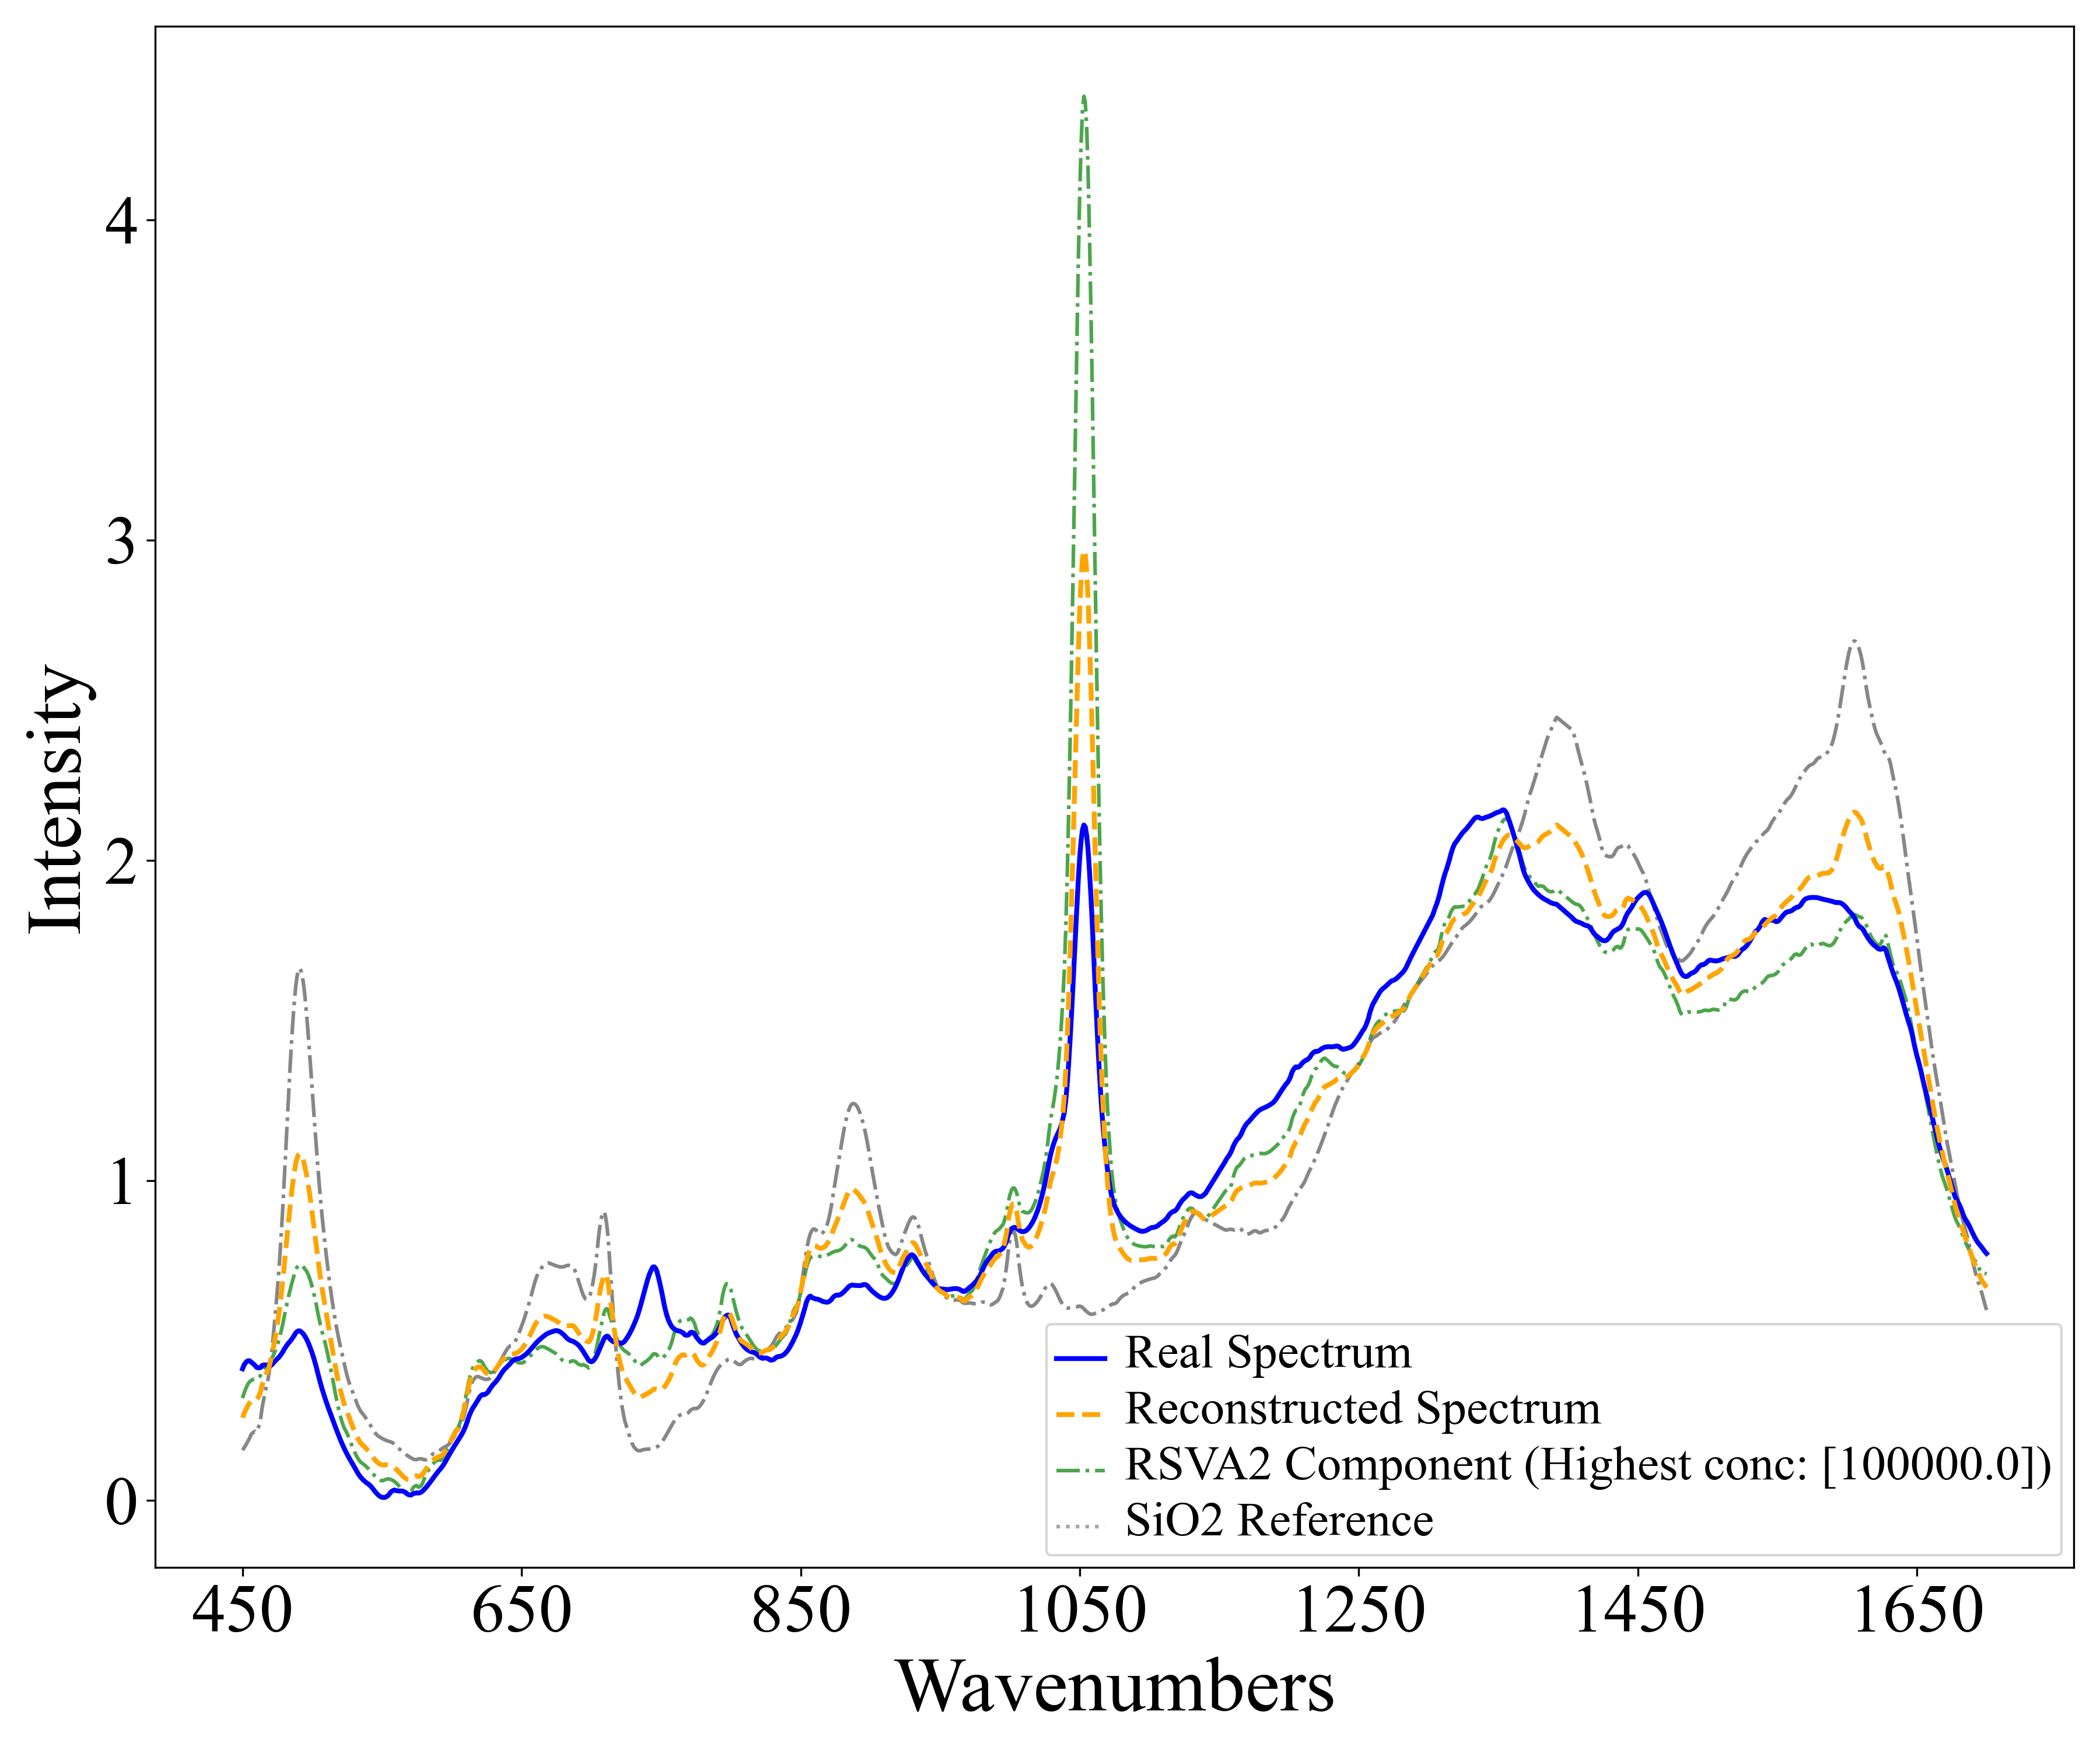 Intensity
4
3
2
1
0
Real Spectrum
Reconstructed Spectrum
RSVA2 Component (Highest conc: [100000.0])
SiO2 Reference
450 650 850 1050 1250 1450 1650
Wavenumbers